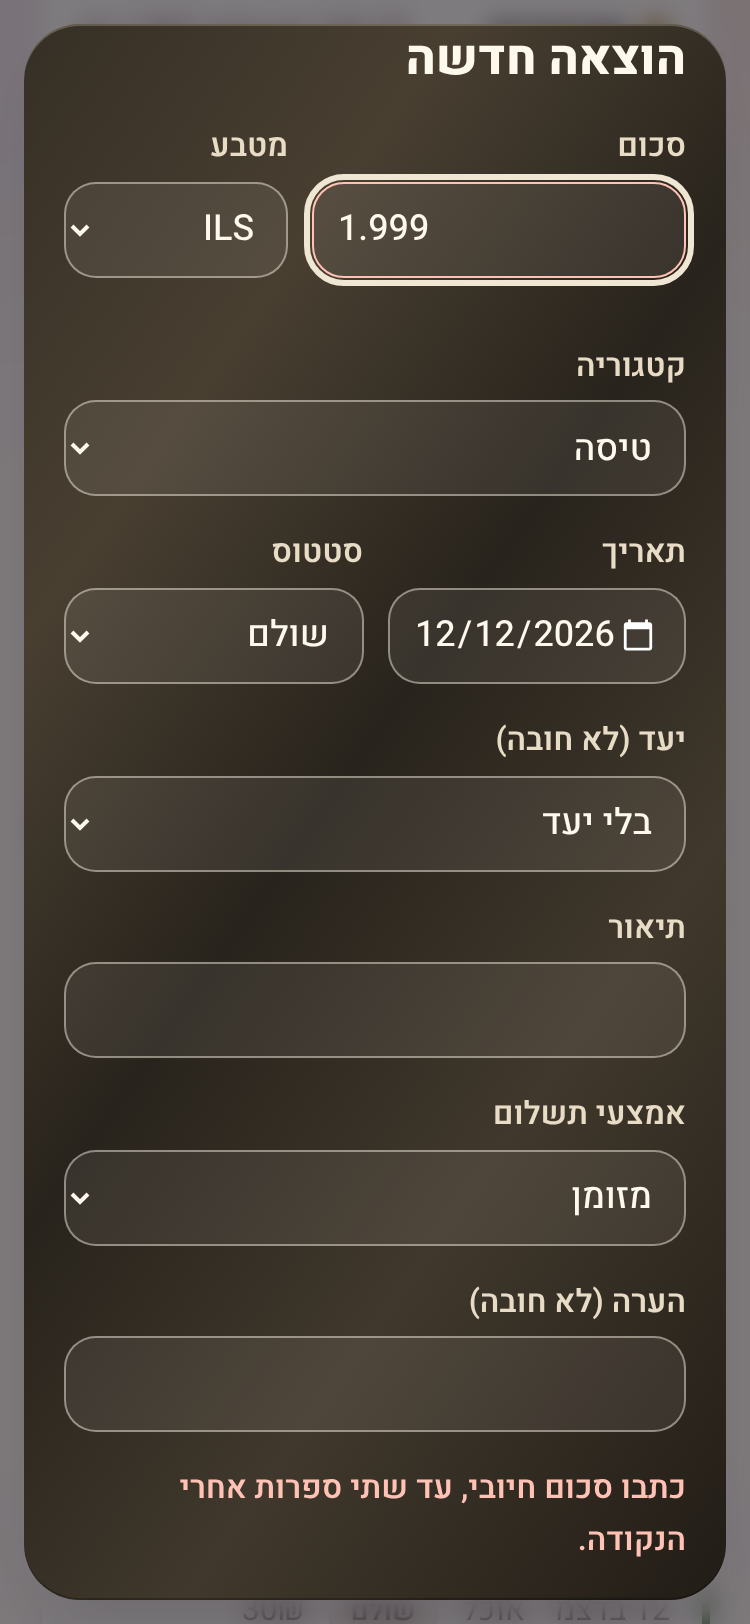 הוצאה חדשה
סכום
מטבע
1.999
ILS
קטגוריה
טיסה
תאריך
סטטוס
12/12/2026
שולם
יעד (לא חובה)
בלי יעד
תיאור
אמצעי תשלום
מזומן
הערה (לא חובה)
כתבו סכום חיובי, עד שתי ספרות אחרי
הנקודה.